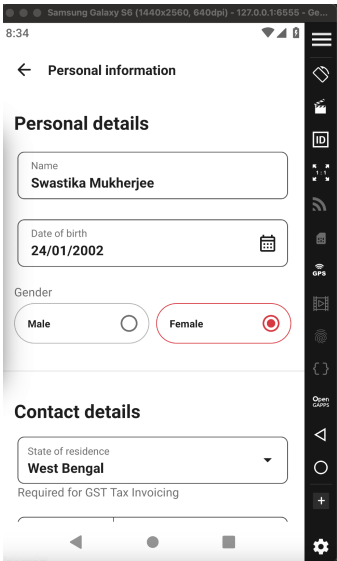 Samsung Galaxy S6 (1440x2560, 640dpi) - 127.0.0.1:6555 - Ge...
8:34
Personal information
Personal details
Name
Swastika Mukherjee
Date of birth
24/01/2002
Gender
Male
Female
Contact details
State of residence
West Bengal
Required for GST Tax Invoicing
ID
1:1
GPS
Open
GAPPS